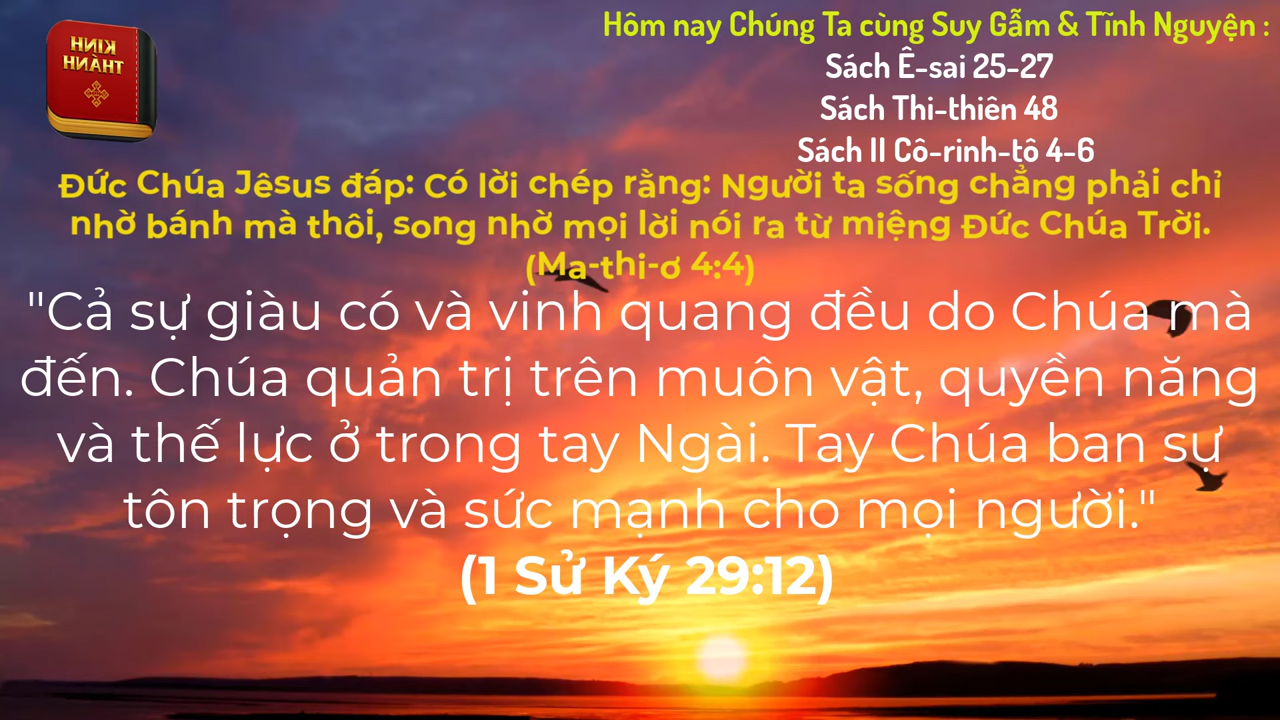 KINH
THÀNH
Hôm nay Chúng Ta cùng Suy Gẫm & Tĩnh Nguyện :
Sách Ê-sai 25-27
Sách Thi-thiên 48
Sách II Cô-rinh-tô 4-6
Đức Chúa Jêsus đáp: Có lời chép rằng: Người ta sống chẳng phải chỉ
nhờ bánh mà thôi, song nhờ mọi lời nói ra từ miệng Đức Chúa Trời.
(Ma-thi-ơ 4:4)
"Cả sự giàu có và vinh quang đều do Chúa mà
đến. Chúa quản trị trên muôn vật, quyền năng
và thế lực ở trong tay Ngài. Tay Chúa ban sự
tôn trọng và sức mạnh cho mọi người."
(1 Sử Ký 29:12)